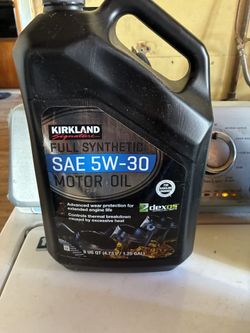 KIRKLAND
Signature
FULL SYNTHETIC
SAE 5W-30
MOTOR OIL
Advanced wear protection for
extended engine life
Controls thermal breakdown
caused by excessive heat
dexos
5 US QT (4.73 L / 1.25 GAL)